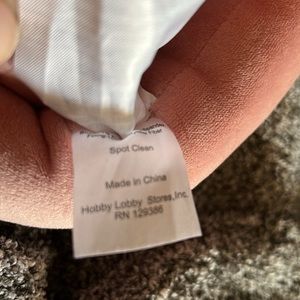 Spot Clean
Made in China
Hobby Lobby Stores,Inc.
RN 129386